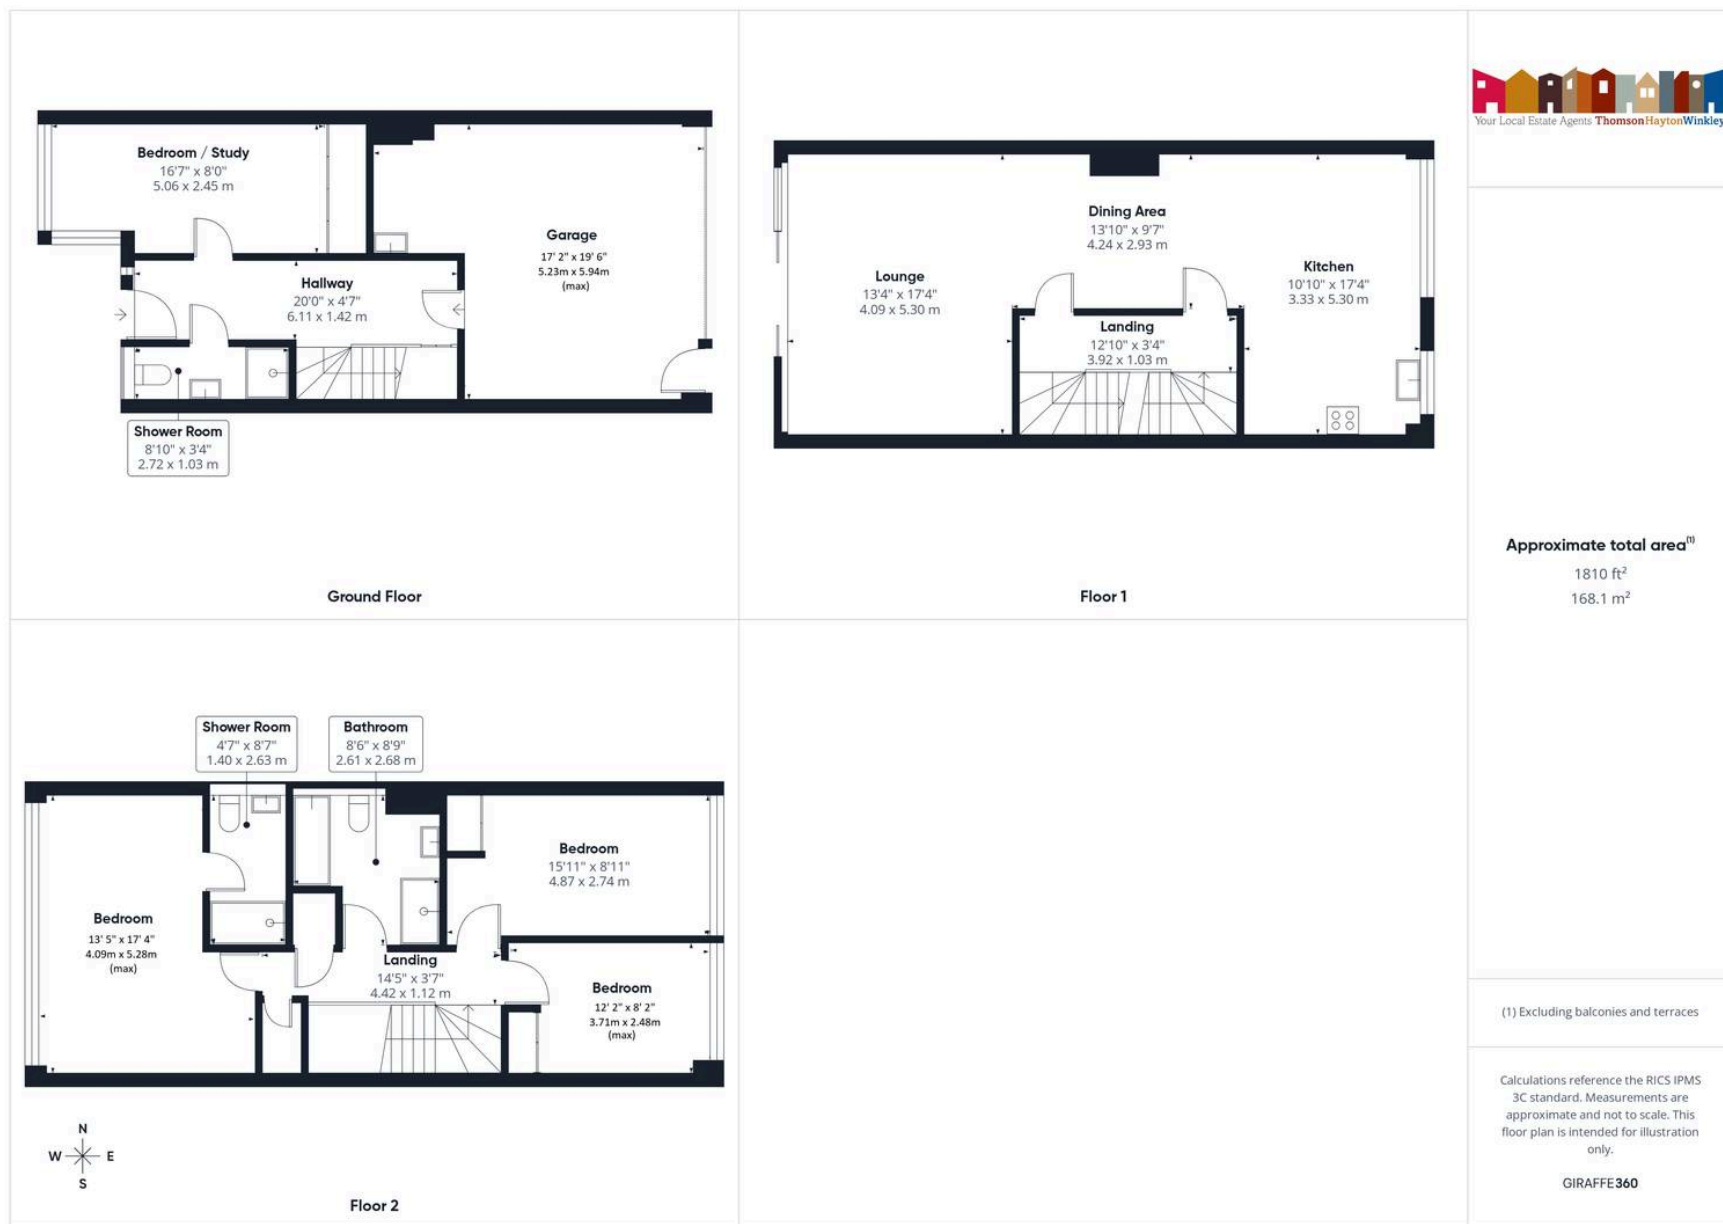 Bedroom / Study
16'7" x 8'0"
5.06 x 2.45 m
Garage
17' 2" x 19' 6"
5.23m x 5.94m
(max)
Hallway
20'0" x 4'7"
6.11 x 1.42 m
Shower Room
8'10" x 3'4"
2.72 x 1.03 m
Ground Floor
Dining Area
13'10" x 9'7"
4.24 x 2.93 m
Lounge
13'4" x 17'4"
4.09 x 5.30 m
Kitchen
10'10" x 17'4"
3.33 x 5.30 m
Landing
12'10" x 3'4"
3.92 x 1.03 m
Floor 1
Your Local Estate Agents ThomsonHaytonWinkley
Approximate total area(1)
1810 ft²
168.1 m²
Shower Room
4'7" x 8'7"
1.40 x 2.63 m
Bathroom
8'6" x 8'9"
2.61 x 2.68 m
Bedroom
15'11" x 8'11"
4.87 x 2.74 m
Bedroom
13' 5" x 17' 4"
4.09m x 5.28m
(max)
Landing
14'5" x 3'7"
4.42 x 1.12 m
Bedroom
12' 2" x 8' 2"
3.71m x 2.48m
(max)
N
W E
S
Floor 2
(1) Excluding balconies and terraces
Calculations reference the RICS IPMS
3C standard. Measurements are
approximate and not to scale. This
floor plan is intended for illustration
only.
GIRAFFE360